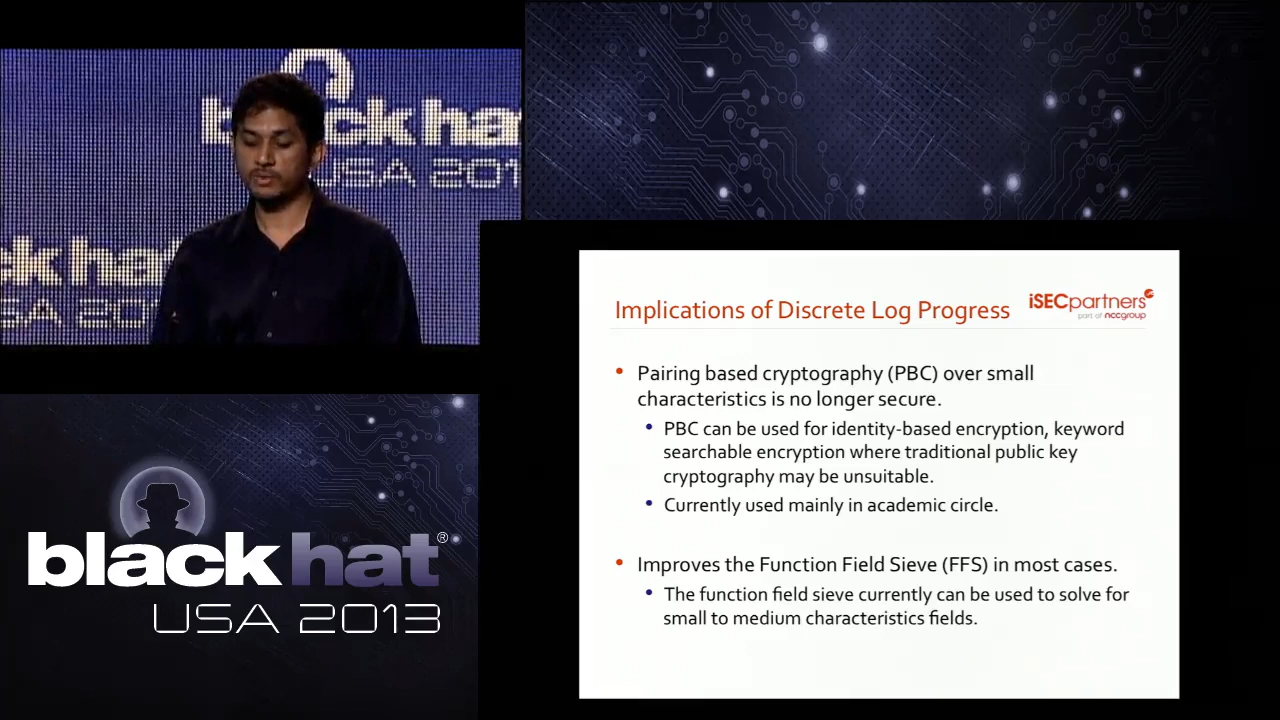 black hat
USA 201
ck hat
SA 201
Implications of Discrete Log Progress
iSECpartners
part of nccgroup
• Pairing based cryptography (PBC) over small
characteristics is no longer secure.
• PBC can be used for identity-based encryption, keyword
searchable encryption where traditional public key
cryptography may be unsuitable.
• Currently used mainly in academic circle.
• Improves the Function Field Sieve (FFS) in most cases.
• The function field sieve currently can be used to solve for
small to medium characteristics fields.
black hat®
USA 2013